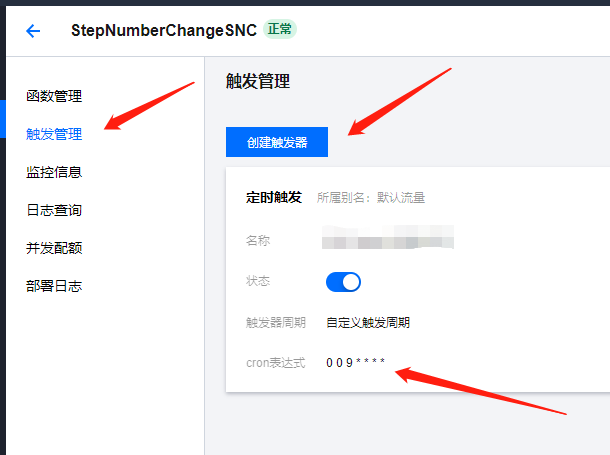 StepNumberChangeSNC 正常
函数管理
触发管理
监控信息
日志查询
并发配额
部署日志
触发管理
创建触发器
定时触发 所属别名：默认流量
名称
状态
触发器周期 自定义触发周期
cron表达式 0 0 9 * * * *